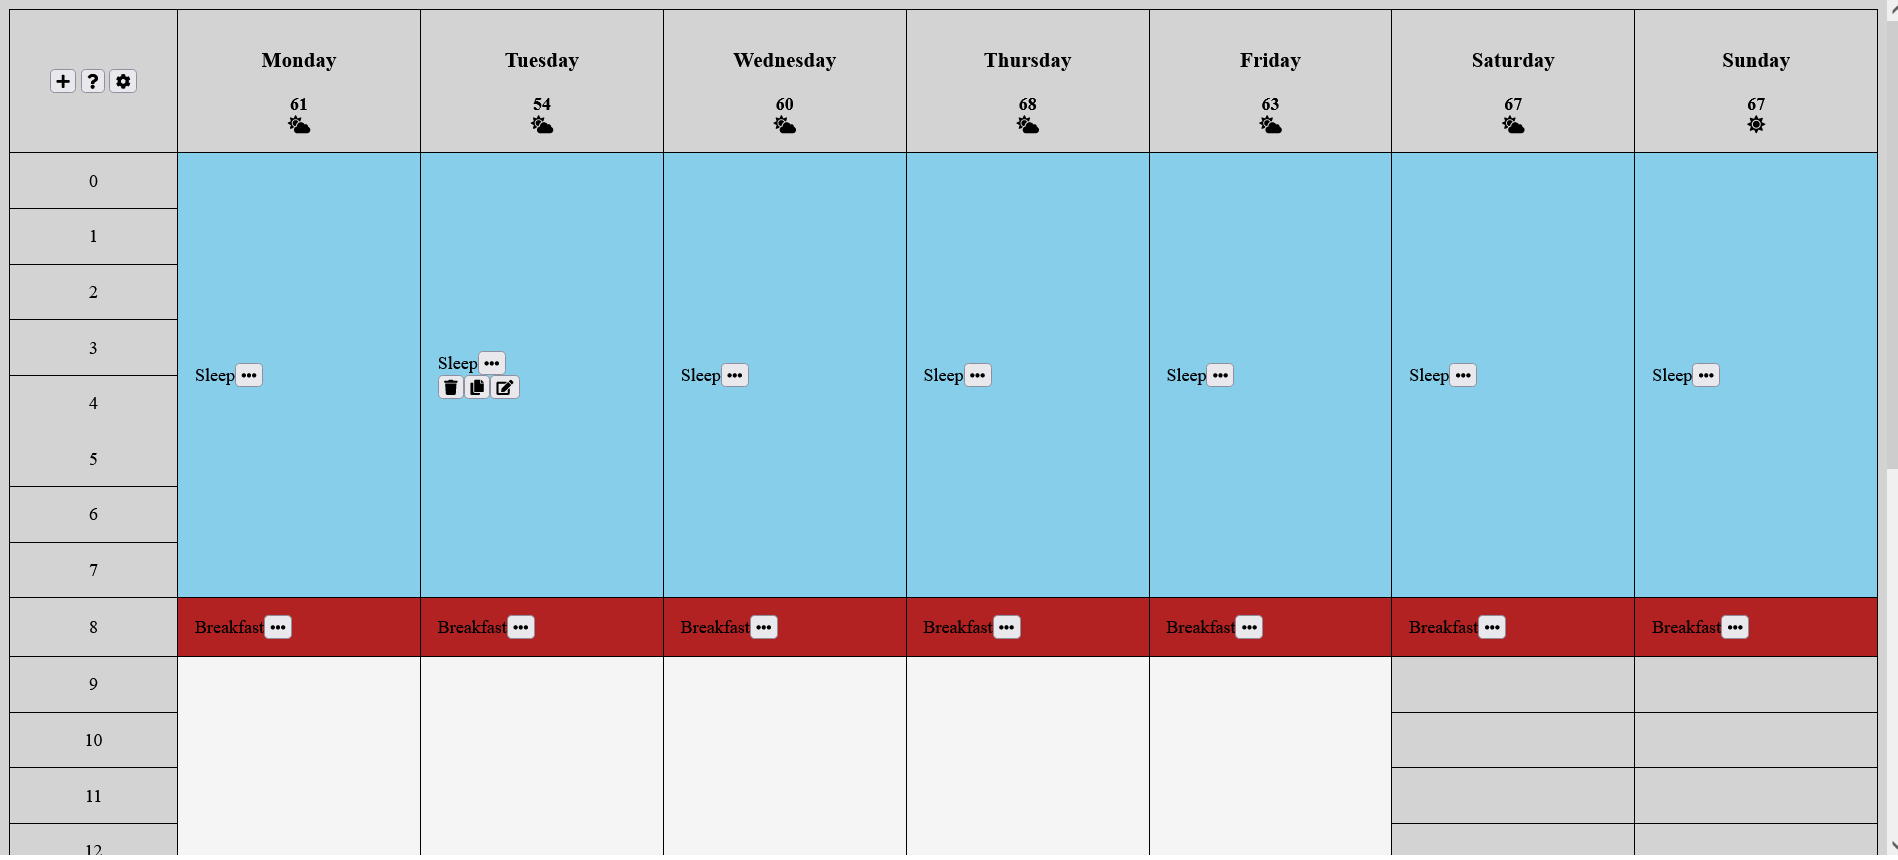 Monday Tuesday Wednesday Thursday Friday Saturday Sunday
? 
61 54 60 68 63 67 67
0
1
2
3
Sleep
Sleep Sleep Sleep Sleep Sleep Sleep
4
5
6
7
8 Breakfast Breakfast Breakfast Breakfast Breakfast Breakfast Breakfast
9
10
11
12